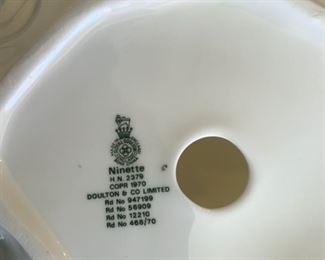 Ninette
H.N. 2379
COPR 1970
DOULTON & CO LIMITED
Rd No 947199
Rd No 56909
Rd No 12210
Rd No 468/70